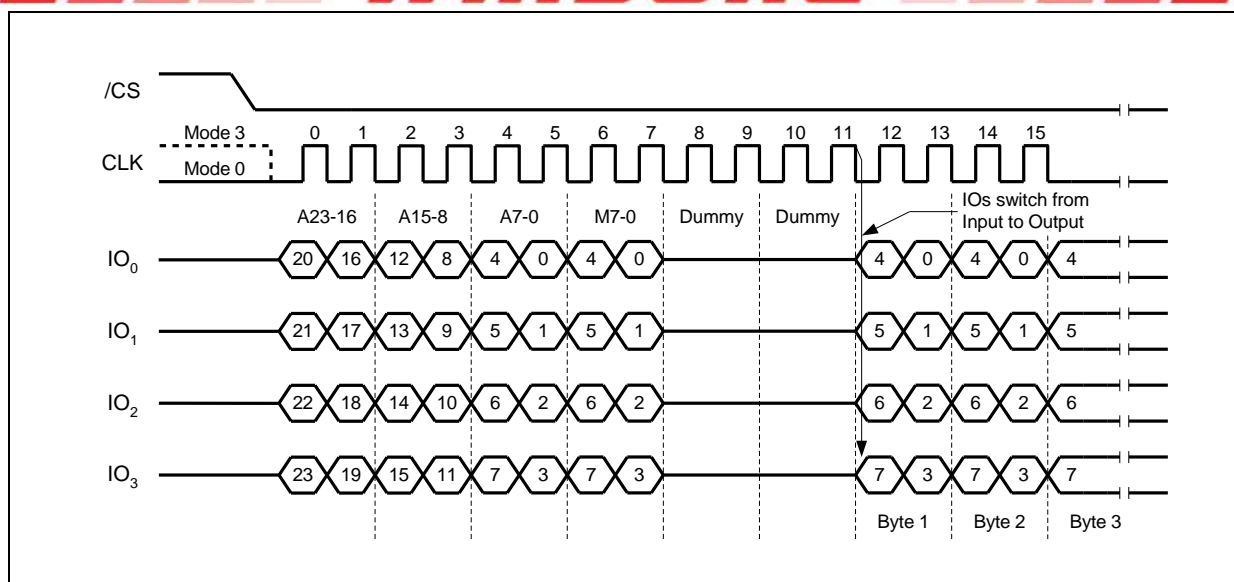 /CS
Mode 3 0 1 2 3 4 5 6 7 8 9 10 11 12 13 14 15
CLK Mode 0
IOs switch from
Input to Output
A23-16 A15-8 A7-0 M7-0 Dummy Dummy
IO0 20 16 12 8 4 0 4 0 4 0 4 0 4
IO1 21 17 13 9 5 1 5 1 5 1 5 1 5
IO2 22 18 14 10 6 2 6 2 6 2 6 2 6
IO3 23 19 15 11 7 3 7 3 7 3 7 3 7
Byte 1 Byte 2 Byte 3